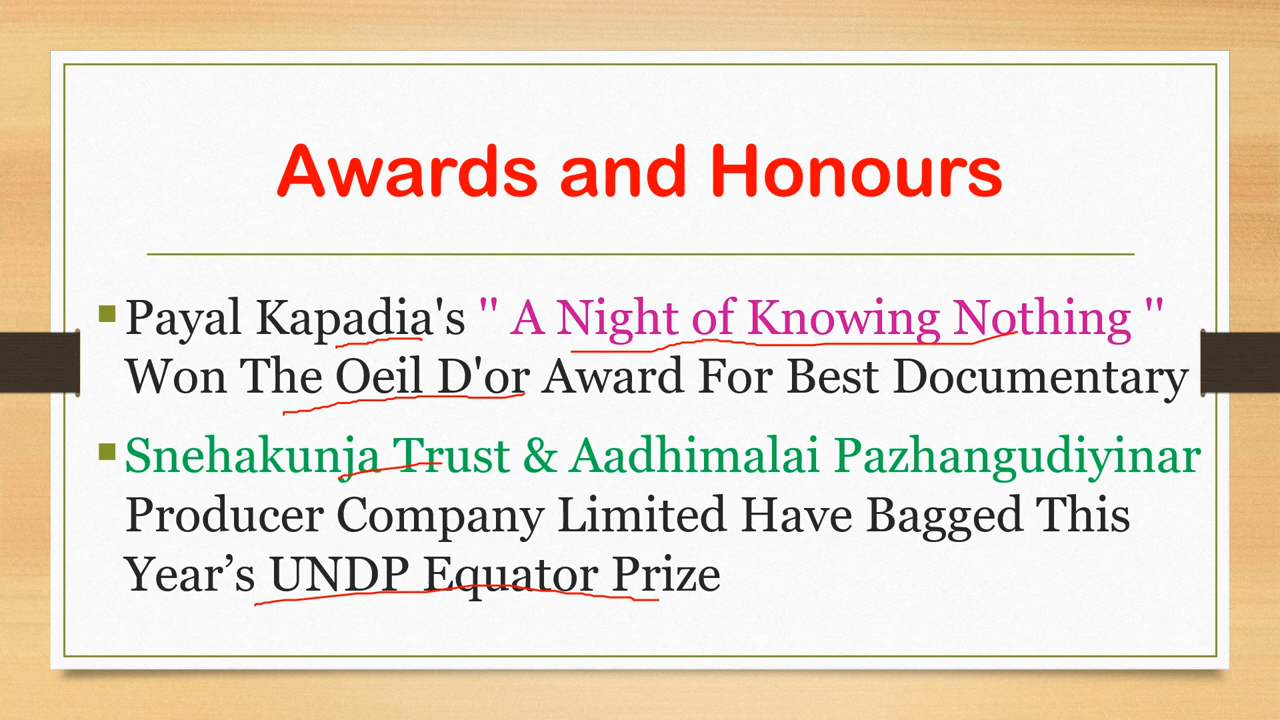 Awards and Honours
Payal Kapadia's " A Night of Knowing Nothing "
Won The Oeil D'or Award For Best Documentary
Snehakunja Trust & Aadhimalai Pazhangudiyinar
Producer Company Limited Have Bagged This
Year’s UNDP Equator Prize